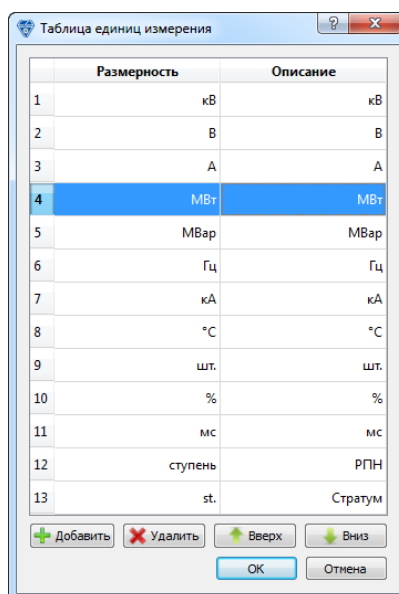 Таблица единиц измерения
Размерность Описание
1 кВ кВ
2 В В
3 А А
4 МВт МВт
5 МВар МВар
6 Гц Гц
7 кА кА
8 °С °С
9 шт. шт.
10 % %
11 мс мс
12 ступень РПН
13 st. Стратум
Добавить Удалить Вверх Вниз
ОК Отмена